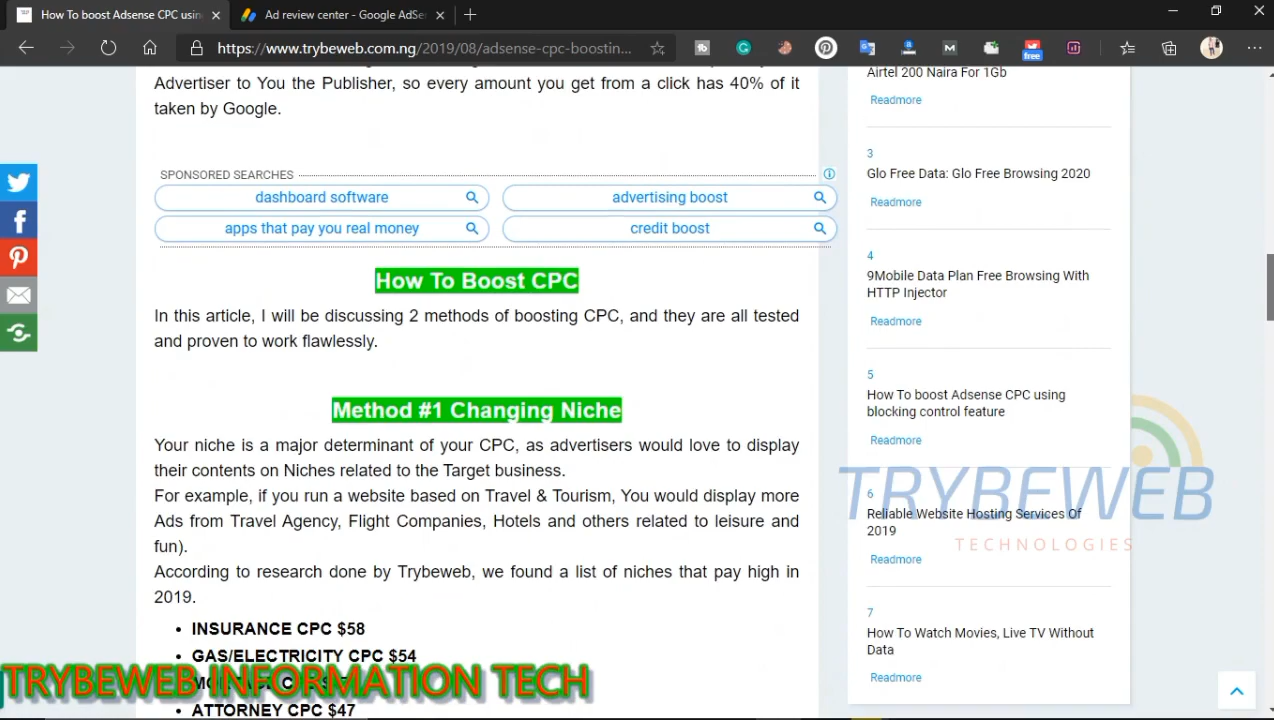 How To boost Adsense CPC usin
Ad review center - Google AdSe
https://www.trybeweb.com.ng/2019/08/adsense-cpc-boostin...
free
Advertiser to You the Publisher, so every amount you get from a click has 40% of it
taken by Google.
SPONSORED SEARCHES
dashboard software
advertising boost
apps that pay you real money
credit boost
How To Boost CPC
In this article, I will be discussing 2 methods of boosting CPC, and they are all tested
and proven to work flawlessly.
Method #1 Changing Niche
Your niche is a major determinant of your CPC, as advertisers would love to display
their contents on Niches related to the Target business.
For example, if you run a website based on Travel & Tourism, You would display more
Ads from Travel Agency, Flight Companies, Hotels and others related to leisure and
fun).
According to research done by Trybeweb, we found a list of niches that pay high in
2019.
INSURANCE CPC $58
GAS/ELECTRICITY CPC $54
ATTORNEY CPC $47
TRYBEWEB INFORMATION TECH
Airtel 200 Naira For 1Gb
Readmore
3
Glo Free Data: Glo Free Browsing 2020
Readmore
4
9Mobile Data Plan Free Browsing With
HTTP Injector
Readmore
5
How To boost Adsense CPC using
blocking control feature
Readmore
6
Reliable Website Hosting Services Of
2019
Readmore
7
How To Watch Movies, Live TV Without
Data
Readmore
TRYBEWEB
TECHNOLOGIES